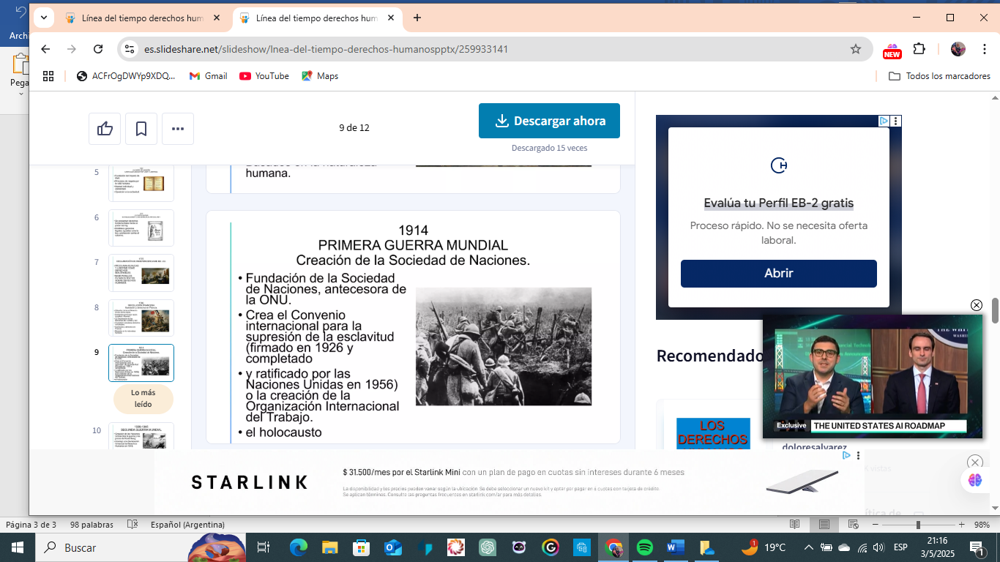 Archi
Pega
Línea del tiempo derechos hum
Línea del tiempo derechos hum
es.slideshare.net/slideshow/lnea-del-tiempo-derechos-humanospptx/259933141
NEW
ACFrOgDWYp9XDQ...
Gmail
YouTube
Maps
Todos los marcadores
9 de 12
Descargar ahora
Descargado 15 veces
5
6
7
8
9
Lo más
leído
10
humana.
1914
PRIMERA GUERRA MUNDIAL
Creación de la Sociedad de Naciones.
• Fundación de la Sociedad
de Naciones, antecesora de
la ONU.
• Crea el Convenio
internacional para la
supresión de la esclavitud
(firmado en 1926 y
completado
• y ratificado por las
Naciones Unidas en 1956)
o la creación de la
Organización Internacional
del Trabajo.
• el holocausto
Evalúa tu Perfil EB-2 gratis
Proceso rápido. No se necesita oferta
laboral.
Abrir
Recomendado
LOS
DERECHOS
doloresalvarez
Exclusive
THE UNITED STATES AI ROADMAP
STARLINK
$ 31.500/mes por el Starlink Mini con un plan de pago en cuotas sin intereses durante 6 meses
La disponibilidad y los precios pueden variar según la ubicación. Se debe seleccionar un nuevo kit y optar por pagar en 6 cuotas con tarjeta de crédito.
Se aplican términos. Consulte las preguntas frecuentes en starlink.com/ar para más detalles.
Página 3 de 3
98 palabras
Español (Argentina)
98%
Buscar
1
19°C
ESP
21:16
3/5/2025
1